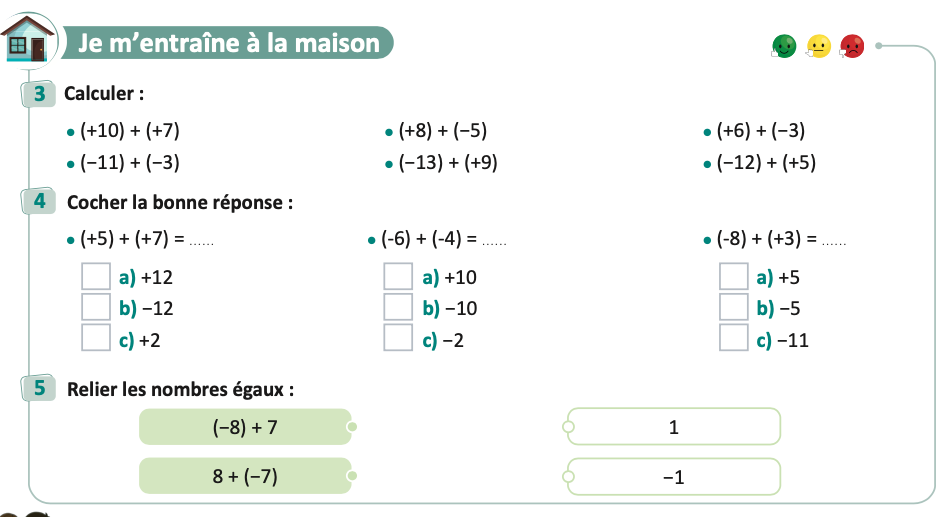 Je m'entraîne à la maison
3 Calculer :
• (+10) + (+7) • (+8) + (−5) • (+6) + (−3)
• (−11) + (−3) • (−13) + (+9) • (−12) + (+5)
4 Cocher la bonne réponse :
• (+5) + (+7) = ...... • (-6) + (-4) = ...... • (-8) + (+3) = ......
a) +12 a) +10 a) +5
b) −12 b) −10 b) −5
c) +2 c) −2 c) −11
5 Relier les nombres égaux :
(−8) + 7 1
8 + (−7) −1